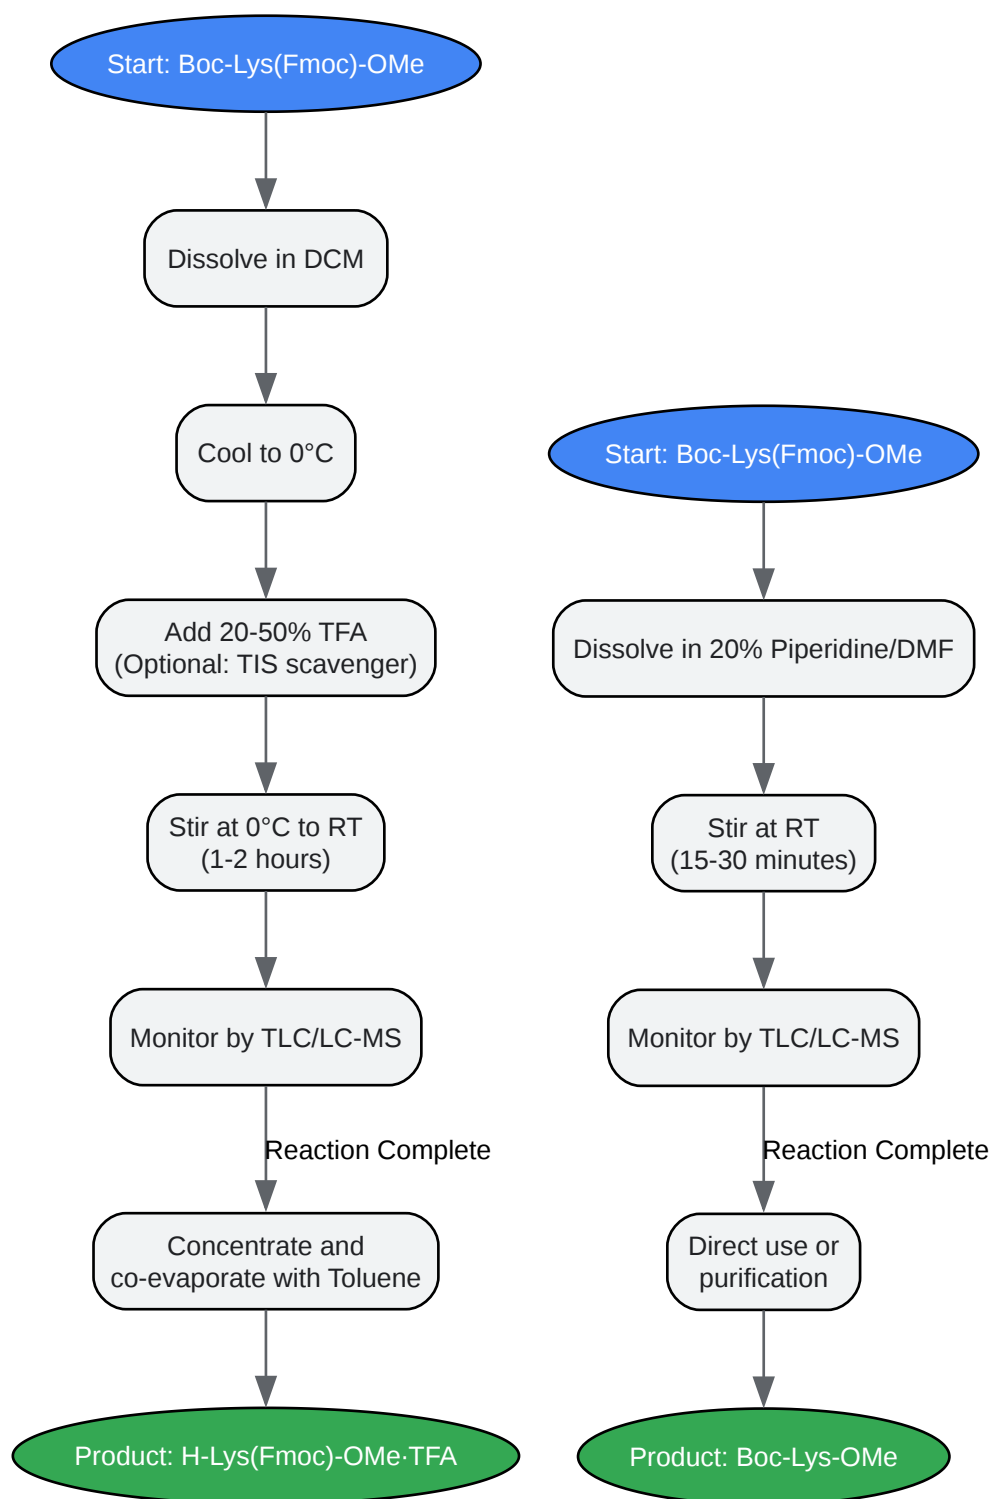 Start: Boc-Lys(Fmoc)-OMe
Dissolve in DCM
Cool to 0°C
Add 20-50% TFA
(Optional: TIS scavenger)
Stir at 0°C to RT
(1-2 hours)
Monitor by TLC/LC-MS
Reaction Complete
Concentrate and
co-evaporate with Toluene
Product: H-Lys(Fmoc)-OMe·TFA
Start: Boc-Lys(Fmoc)-OMe
Dissolve in 20% Piperidine/DMF
Stir at RT
(15-30 minutes)
Monitor by TLC/LC-MS
Reaction Complete
Direct use or
purification
Product: Boc-Lys-OMe